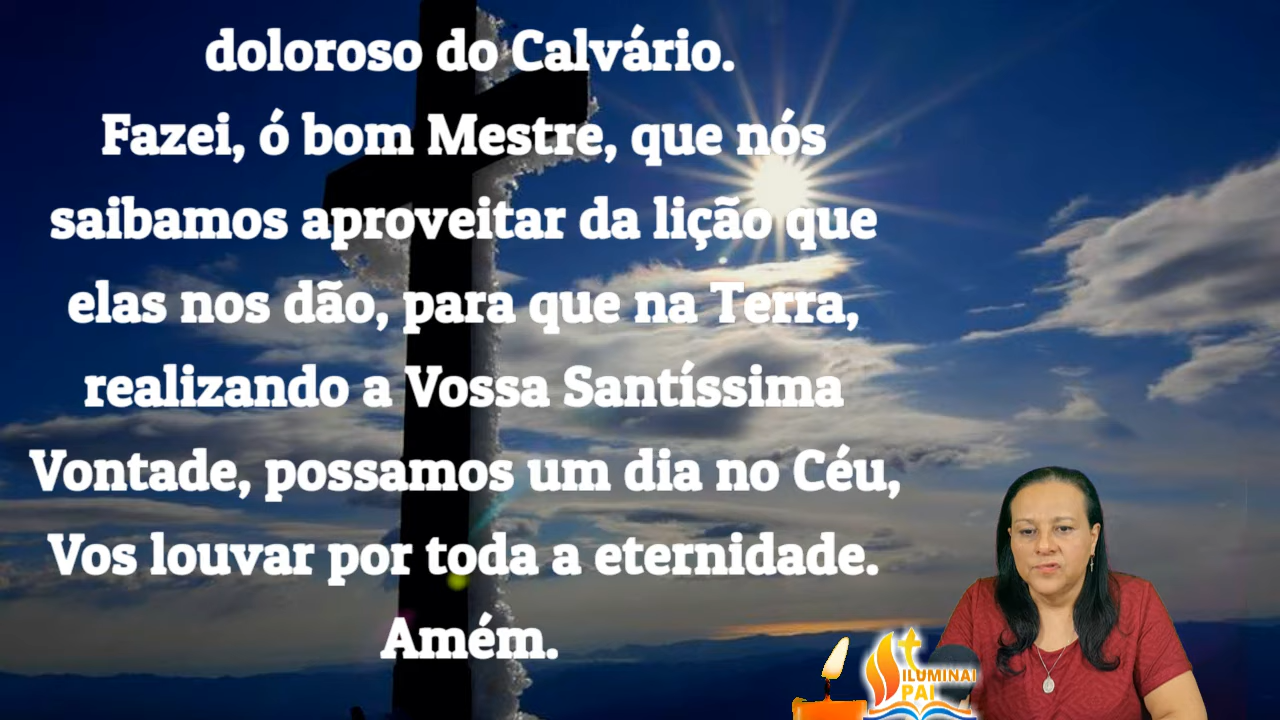 doloroso do Calvário.
Fazei, ó bom Mestre, que nós
saibamos aproveitar da lição que
elas nos dão, para que na Terra,
realizando a Vossa Santíssima
Vontade, possamos um dia no Céu,
Vos louvar por toda a eternidade.
Amém.
ILUMINAI
PAI